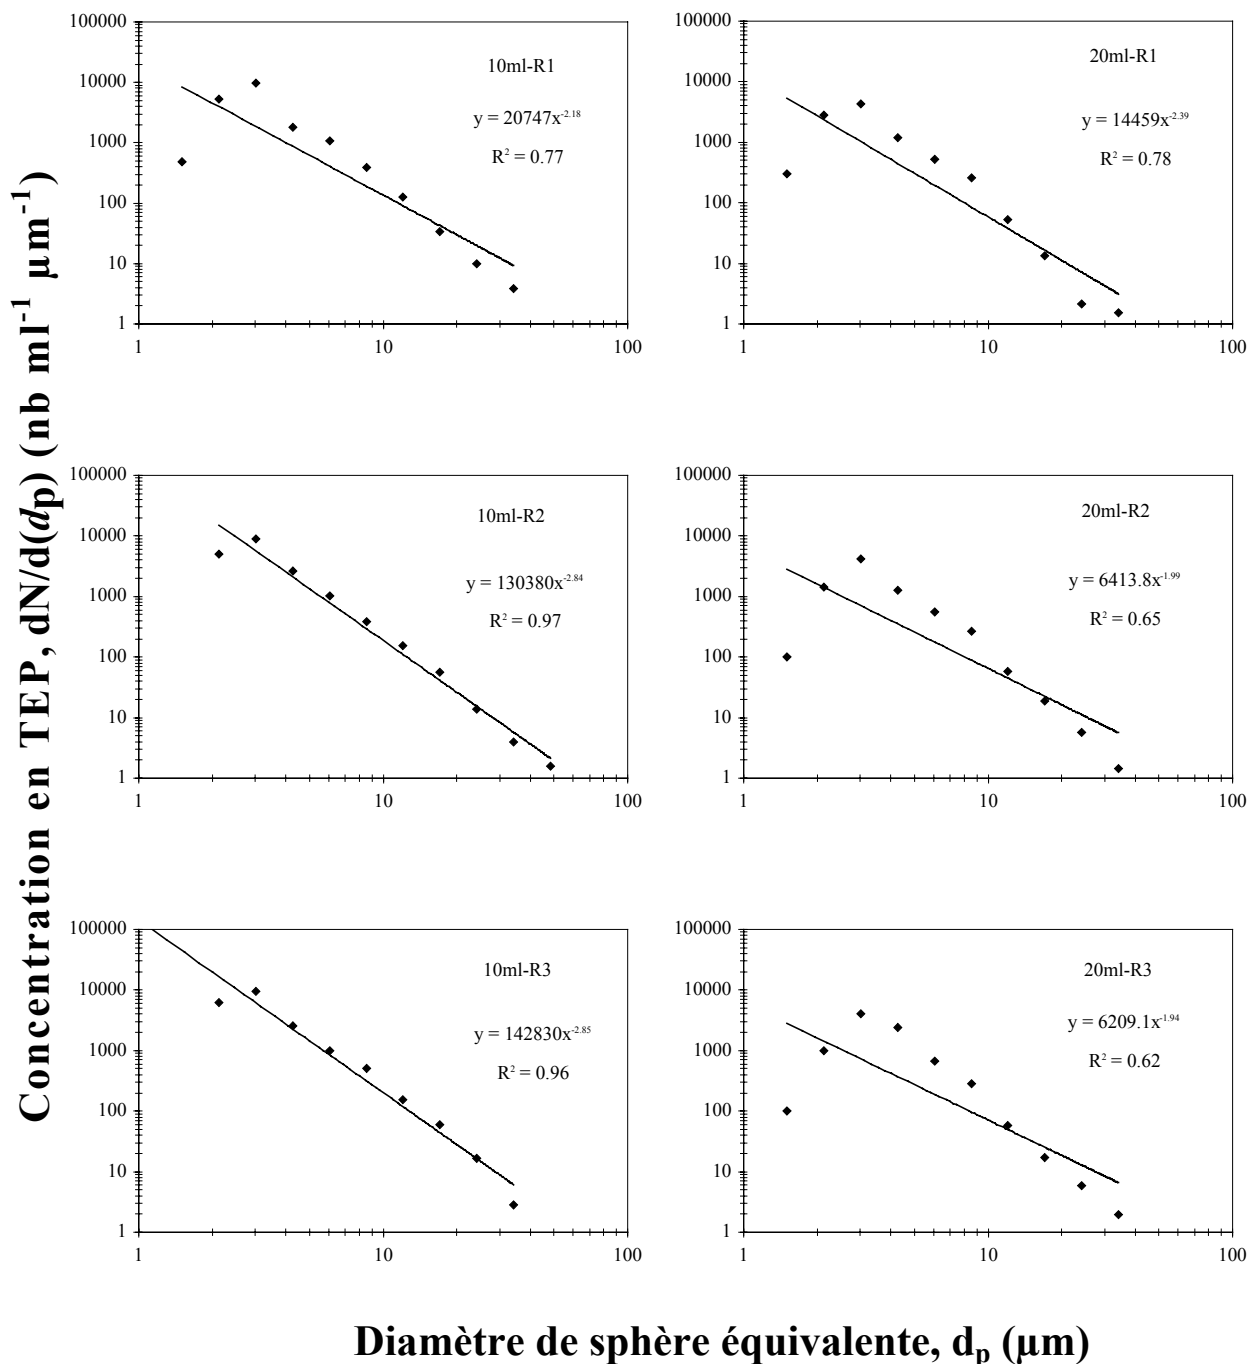 Concentration en TEP, dN/d(dp) (nb ml⁻¹ µm⁻¹)
100000
10000
1000
100
10
1
1
10
100
10ml-R1
y = 20747x⁻²·¹⁸
R² = 0.77
100000
10000
1000
100
10
1
1
10
100
20ml-R1
y = 14459x⁻²·³⁹
R² = 0.78
100000
10000
1000
100
10
1
1
10
100
10ml-R2
y = 130380x⁻²·⁸⁴
R² = 0.97
100000
10000
1000
100
10
1
1
10
100
20ml-R2
y = 6413.8x⁻¹·⁹⁹
R² = 0.65
100000
10000
1000
100
10
1
1
10
100
10ml-R3
y = 142830x⁻²·⁸⁵
R² = 0.96
100000
10000
1000
100
10
1
1
10
100
20ml-R3
y = 6209.1x⁻¹·⁹⁴
R² = 0.62
Diamètre de sphère équivalente, dₚ (µm)